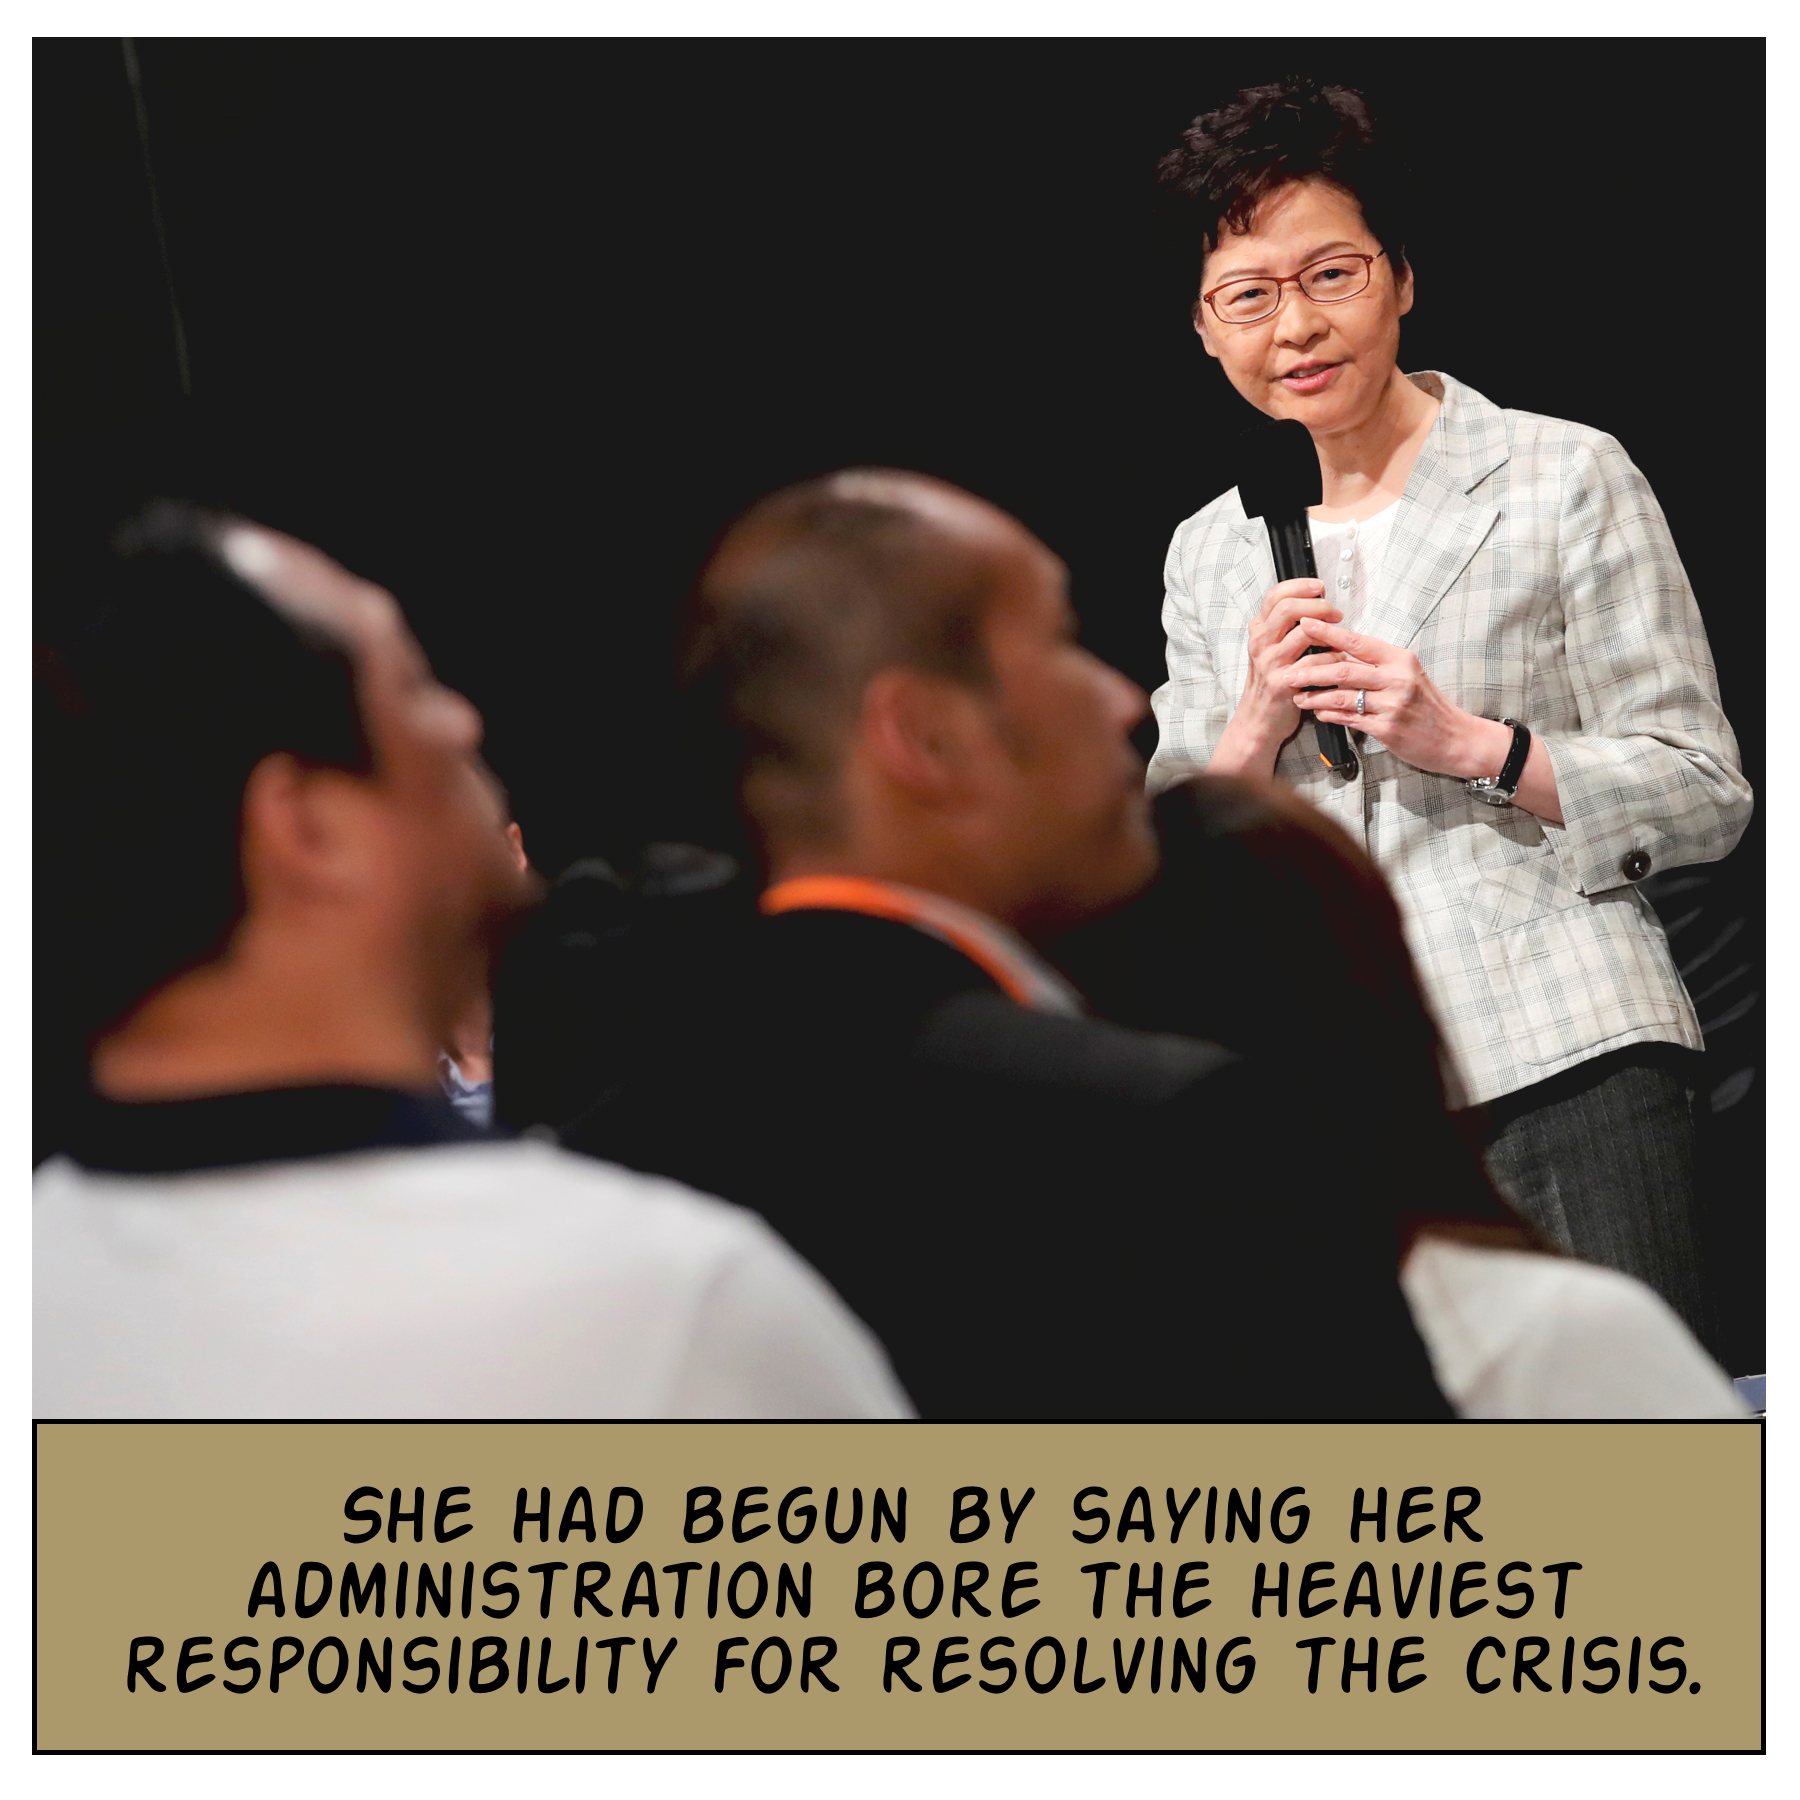 SHE HAD BEGUN BY SAYING HER
ADMINISTRATION BORE THE HEAVIEST
RESPONSIBILITY FOR RESOLVING THE CRISIS.